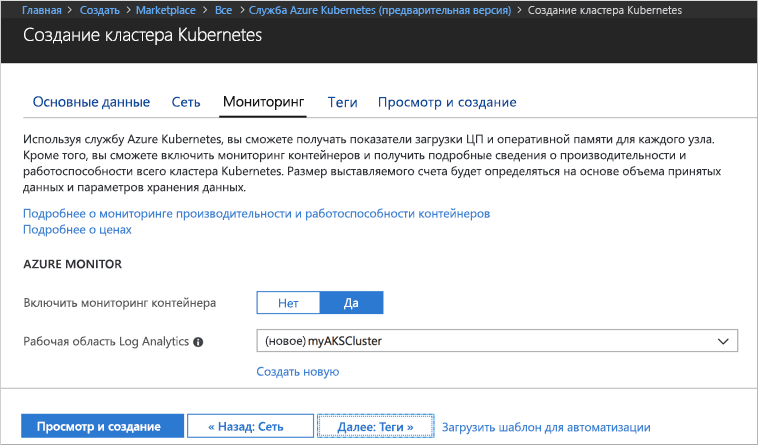 Главная > Создать > Marketplace > Все > Служба Azure Kubernetes (предварительная версия) > Создание кластера Kubernetes
Создание кластера Kubernetes
Основные данные Сеть Мониторинг Теги Просмотр и создание
Используя службу Azure Kubernetes, вы сможете получать показатели загрузки ЦП и оперативной памяти для каждого узла.
Кроме того, вы сможете включить мониторинг контейнеров и получить подробные сведения о производительности и
работоспособности всего кластера Kubernetes. Размер выставляемого счета будет определяться на основе объема принятых
данных и параметров хранения данных.
Подробнее о мониторинге производительности и работоспособности контейнеров
Подробнее о ценах
AZURE MONITOR
Включить мониторинг контейнера Нет Да
Рабочая область Log Analytics (новое) myAKSCluster
Создать новую
Просмотр и создание « Назад: Сеть Далее: Теги » Загрузить шаблон для автоматизации